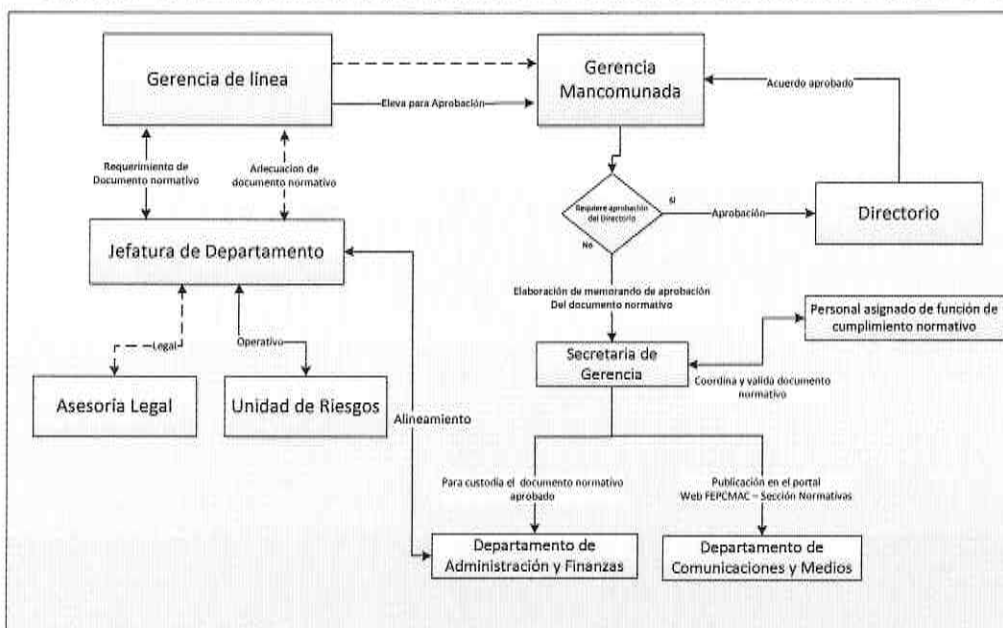 Gerencia de línea
Gerencia
Mancomunada
Acuerdo aprobado
Eleva para Aprobación
Requerimiento de
Documento normativo
Adecuacion de
documento normativo
Requiere aprobación
del Directorio
SI
Aprobación
Directorio
No
Jefatura de Departamento
Elaboración de memorando de aprobación
Del documento normativo
Personal asignado de función de
cumplimiento normativo
Legal
Operativo
Secretaria de
Gerencia
Coordina y valida documento
normativo
Asesoría Legal
Unidad de Riesgos
Alineamiento
Para custodia el documento normativo
aprobado
Publicación en el portal
Web FEPCMAC – Sección Normativas
Departamento de
Administración y Finanzas
Departamento de
Comunicaciones y Medios